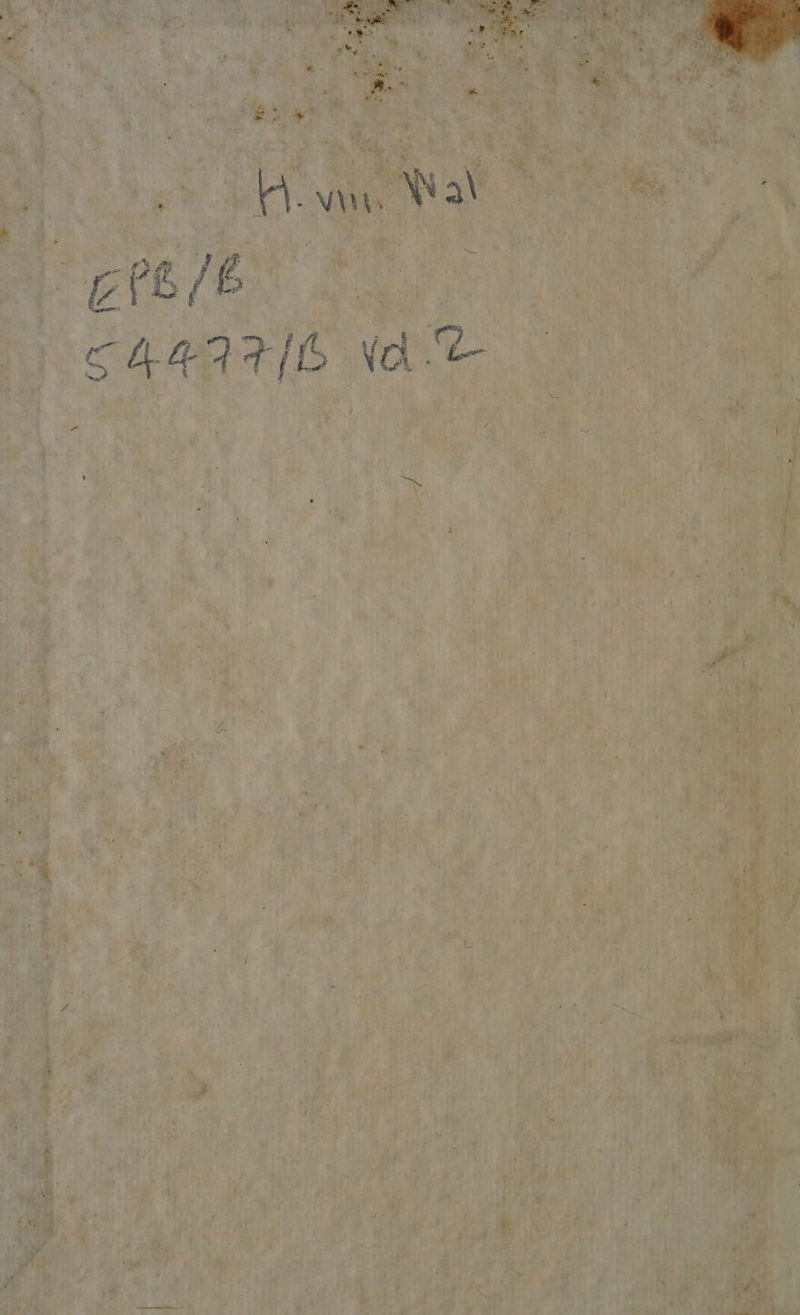 H. viii. Wal
EPB/B
54477/B Vol. 2